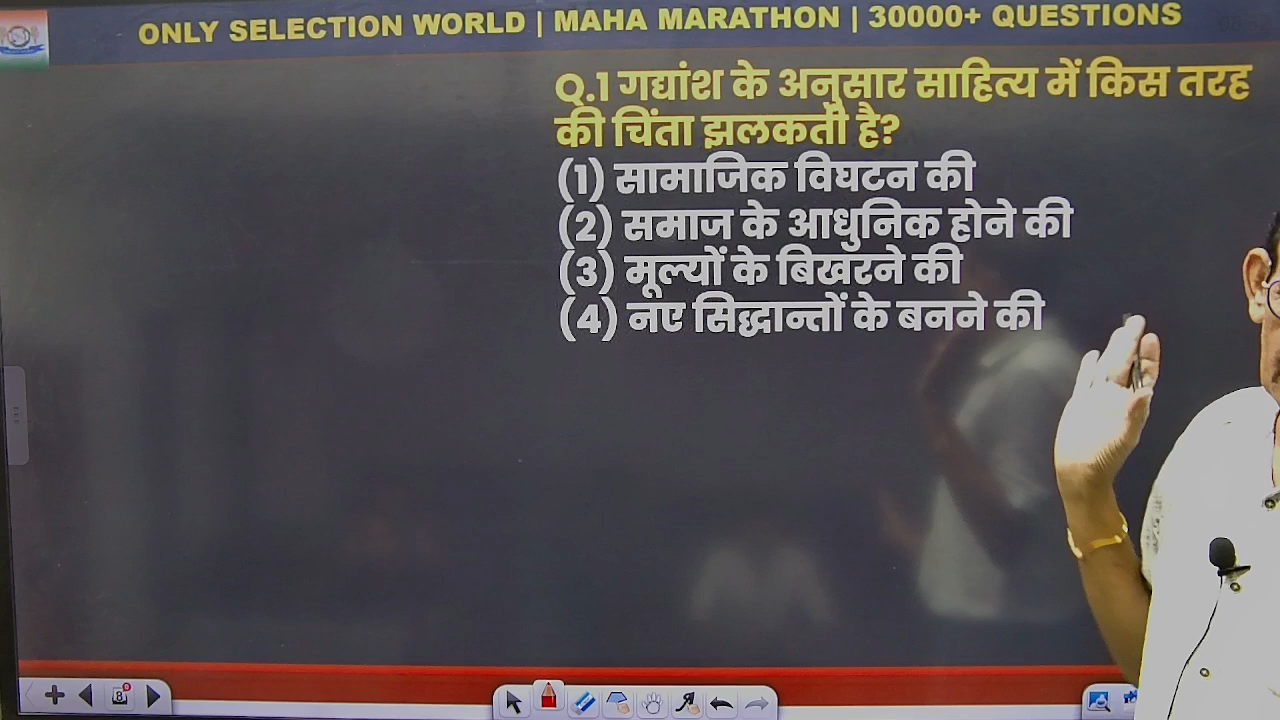 ONLY SELECTION WORLD | MAHA MARATHON | 30000+ QUESTIONS
Q.1 गद्यांश के अनुसार साहित्य में किस तरह
की चिंता झलकती है?
(1) सामाजिक विघटन की
(2) समाज के आधुनिक होने की
(3) मूल्यों के बिखरने की
(4) नए सिद्धान्तों के बनने की